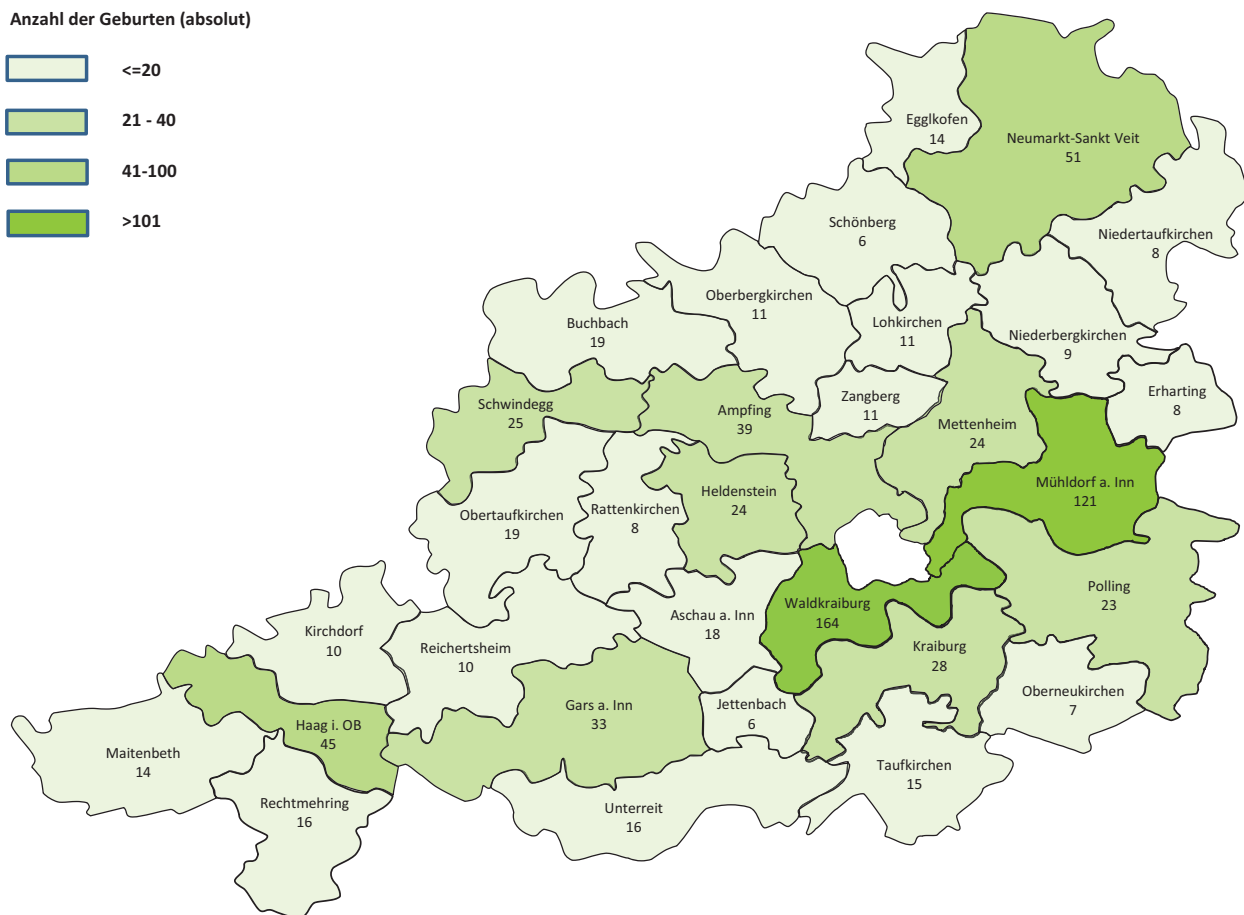 Anzahl der Geburten (absolut)
<=20
21 - 40
41-100
>101
Egglkofen
14
Neumarkt-Sankt Veit
51
Schönberg
6
Niedertaufkirchen
8
Oberbergkirchen
11
Lohkirchen
11
Buchbach
19
Niederbergkirchen
9
Zangberg
11
Erharting
8
Schwindegg
25
Ampfing
39
Mettenheim
24
Mühldorf a. Inn
121
Heldenstein
24
Rattenkirchen
8
Obertaufkirchen
19
Polling
23
Waldkraiburg
164
Aschau a. Inn
18
Kirchdorf
10
Reichertsheim
10
Kraiburg
28
Oberneukirchen
7
Gars a. Inn
33
Jettenbach
6
Haag i. OB
45
Maitenbeth
14
Taufkirchen
15
Rechtmehring
16
Unterreit
16